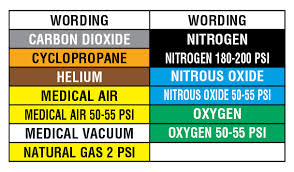 WORDING WORDING
CARBON DIOXIDE NITROGEN
CYCLOPROPANE NITROGEN 180-200 PSI
HELIUM NITROUS OXIDE
MEDICAL AIR NITROUS OXIDE 50-55 PSI
MEDICAL AIR 50-55 PSI OXYGEN
MEDICAL VACUUM OXYGEN 50-55 PSI
NATURAL GAS 2 PSI